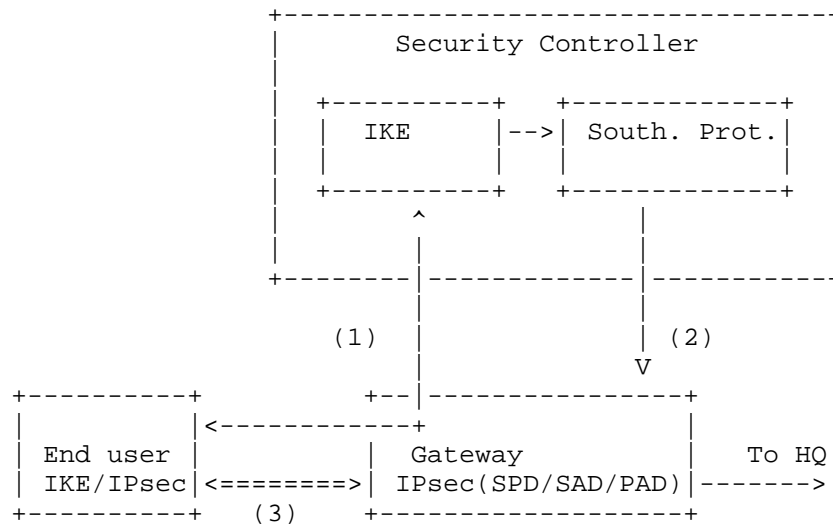 Security Controller
IKE --> South. Prot.
(1) (2)
V
End user Gateway To HQ
IKE/IPsec <========> IPsec(SPD/SAD/PAD) ------->
(3)